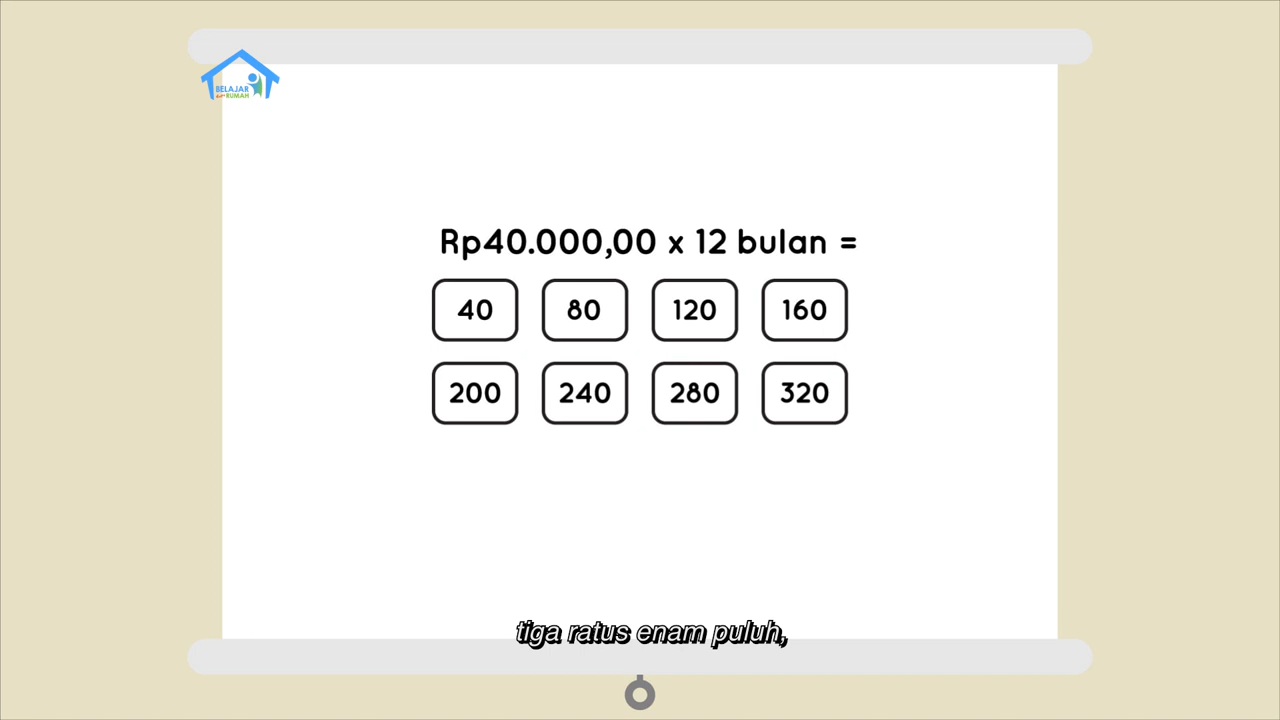 BELAJAR
dari RUMAH
Rp40.000,00 x 12 bulan =
40 80 120 160
200 240 280 320
tiga ratus enam puluh,